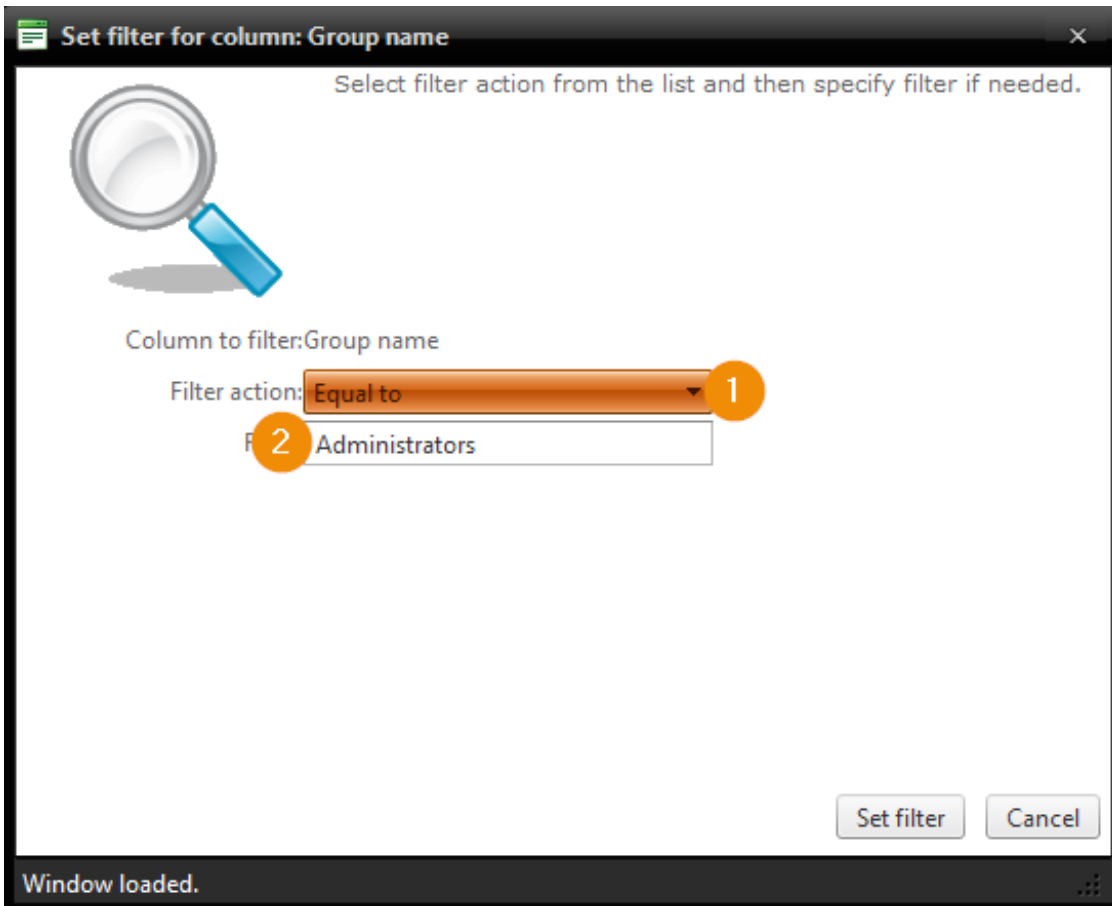 Set filter for column: Group name
Select filter action from the list and then specify filter if needed.
Column to filter:Group name
Filter action: Equal to 1
2 Administrators
Set filter Cancel
Window loaded.